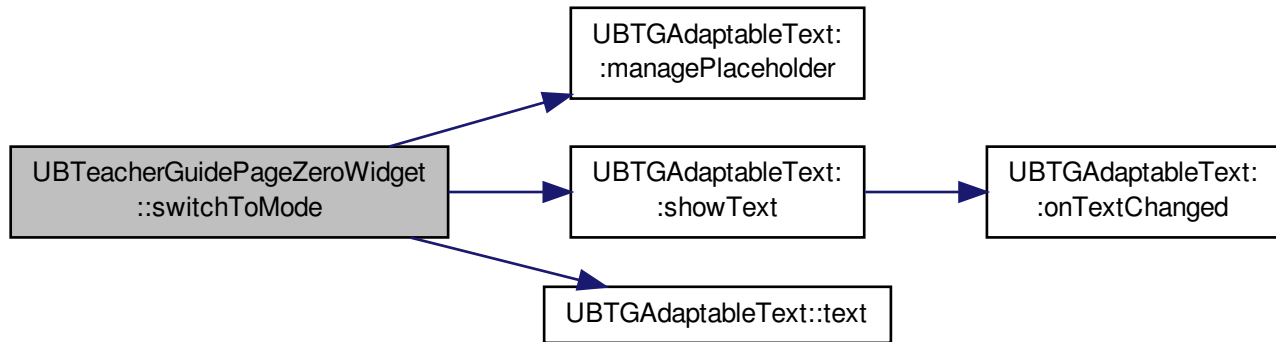 UBTGAdaptableText:
:managePlaceholder
UBTeacherGuidePageZeroWidget
::switchToMode
UBTGAdaptableText:
:showText
UBTGAdaptableText:
:onTextChanged
UBTGAdaptableText::text